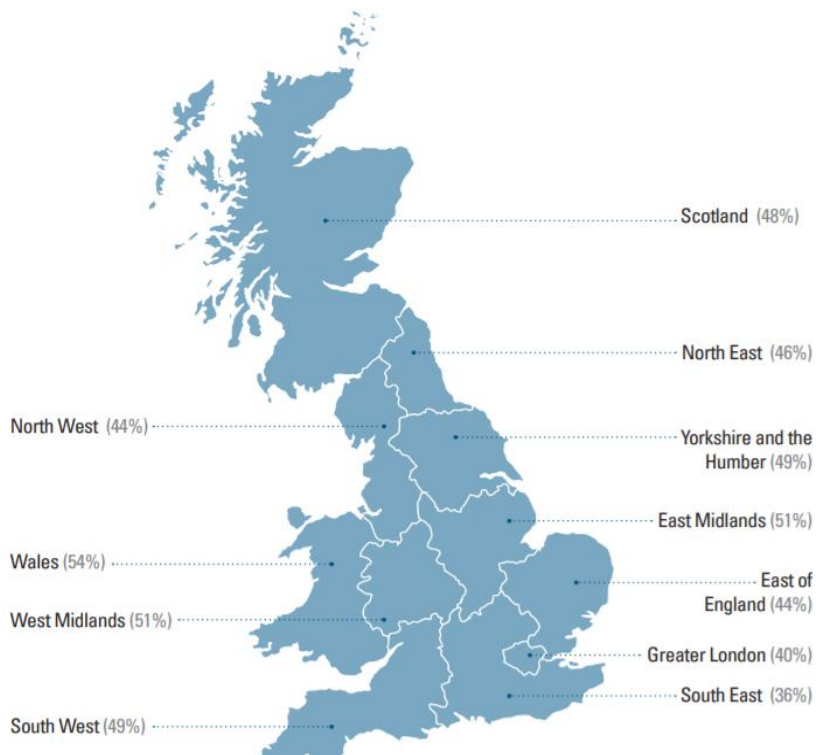 Scotland (48%)
North East (46%)
North West (44%)
Yorkshire and the
Humber (49%)
East Midlands (51%)
Wales (54%)
East of
England (44%)
West Midlands (51%)
Greater London (40%)
South East (36%)
South West (49%)